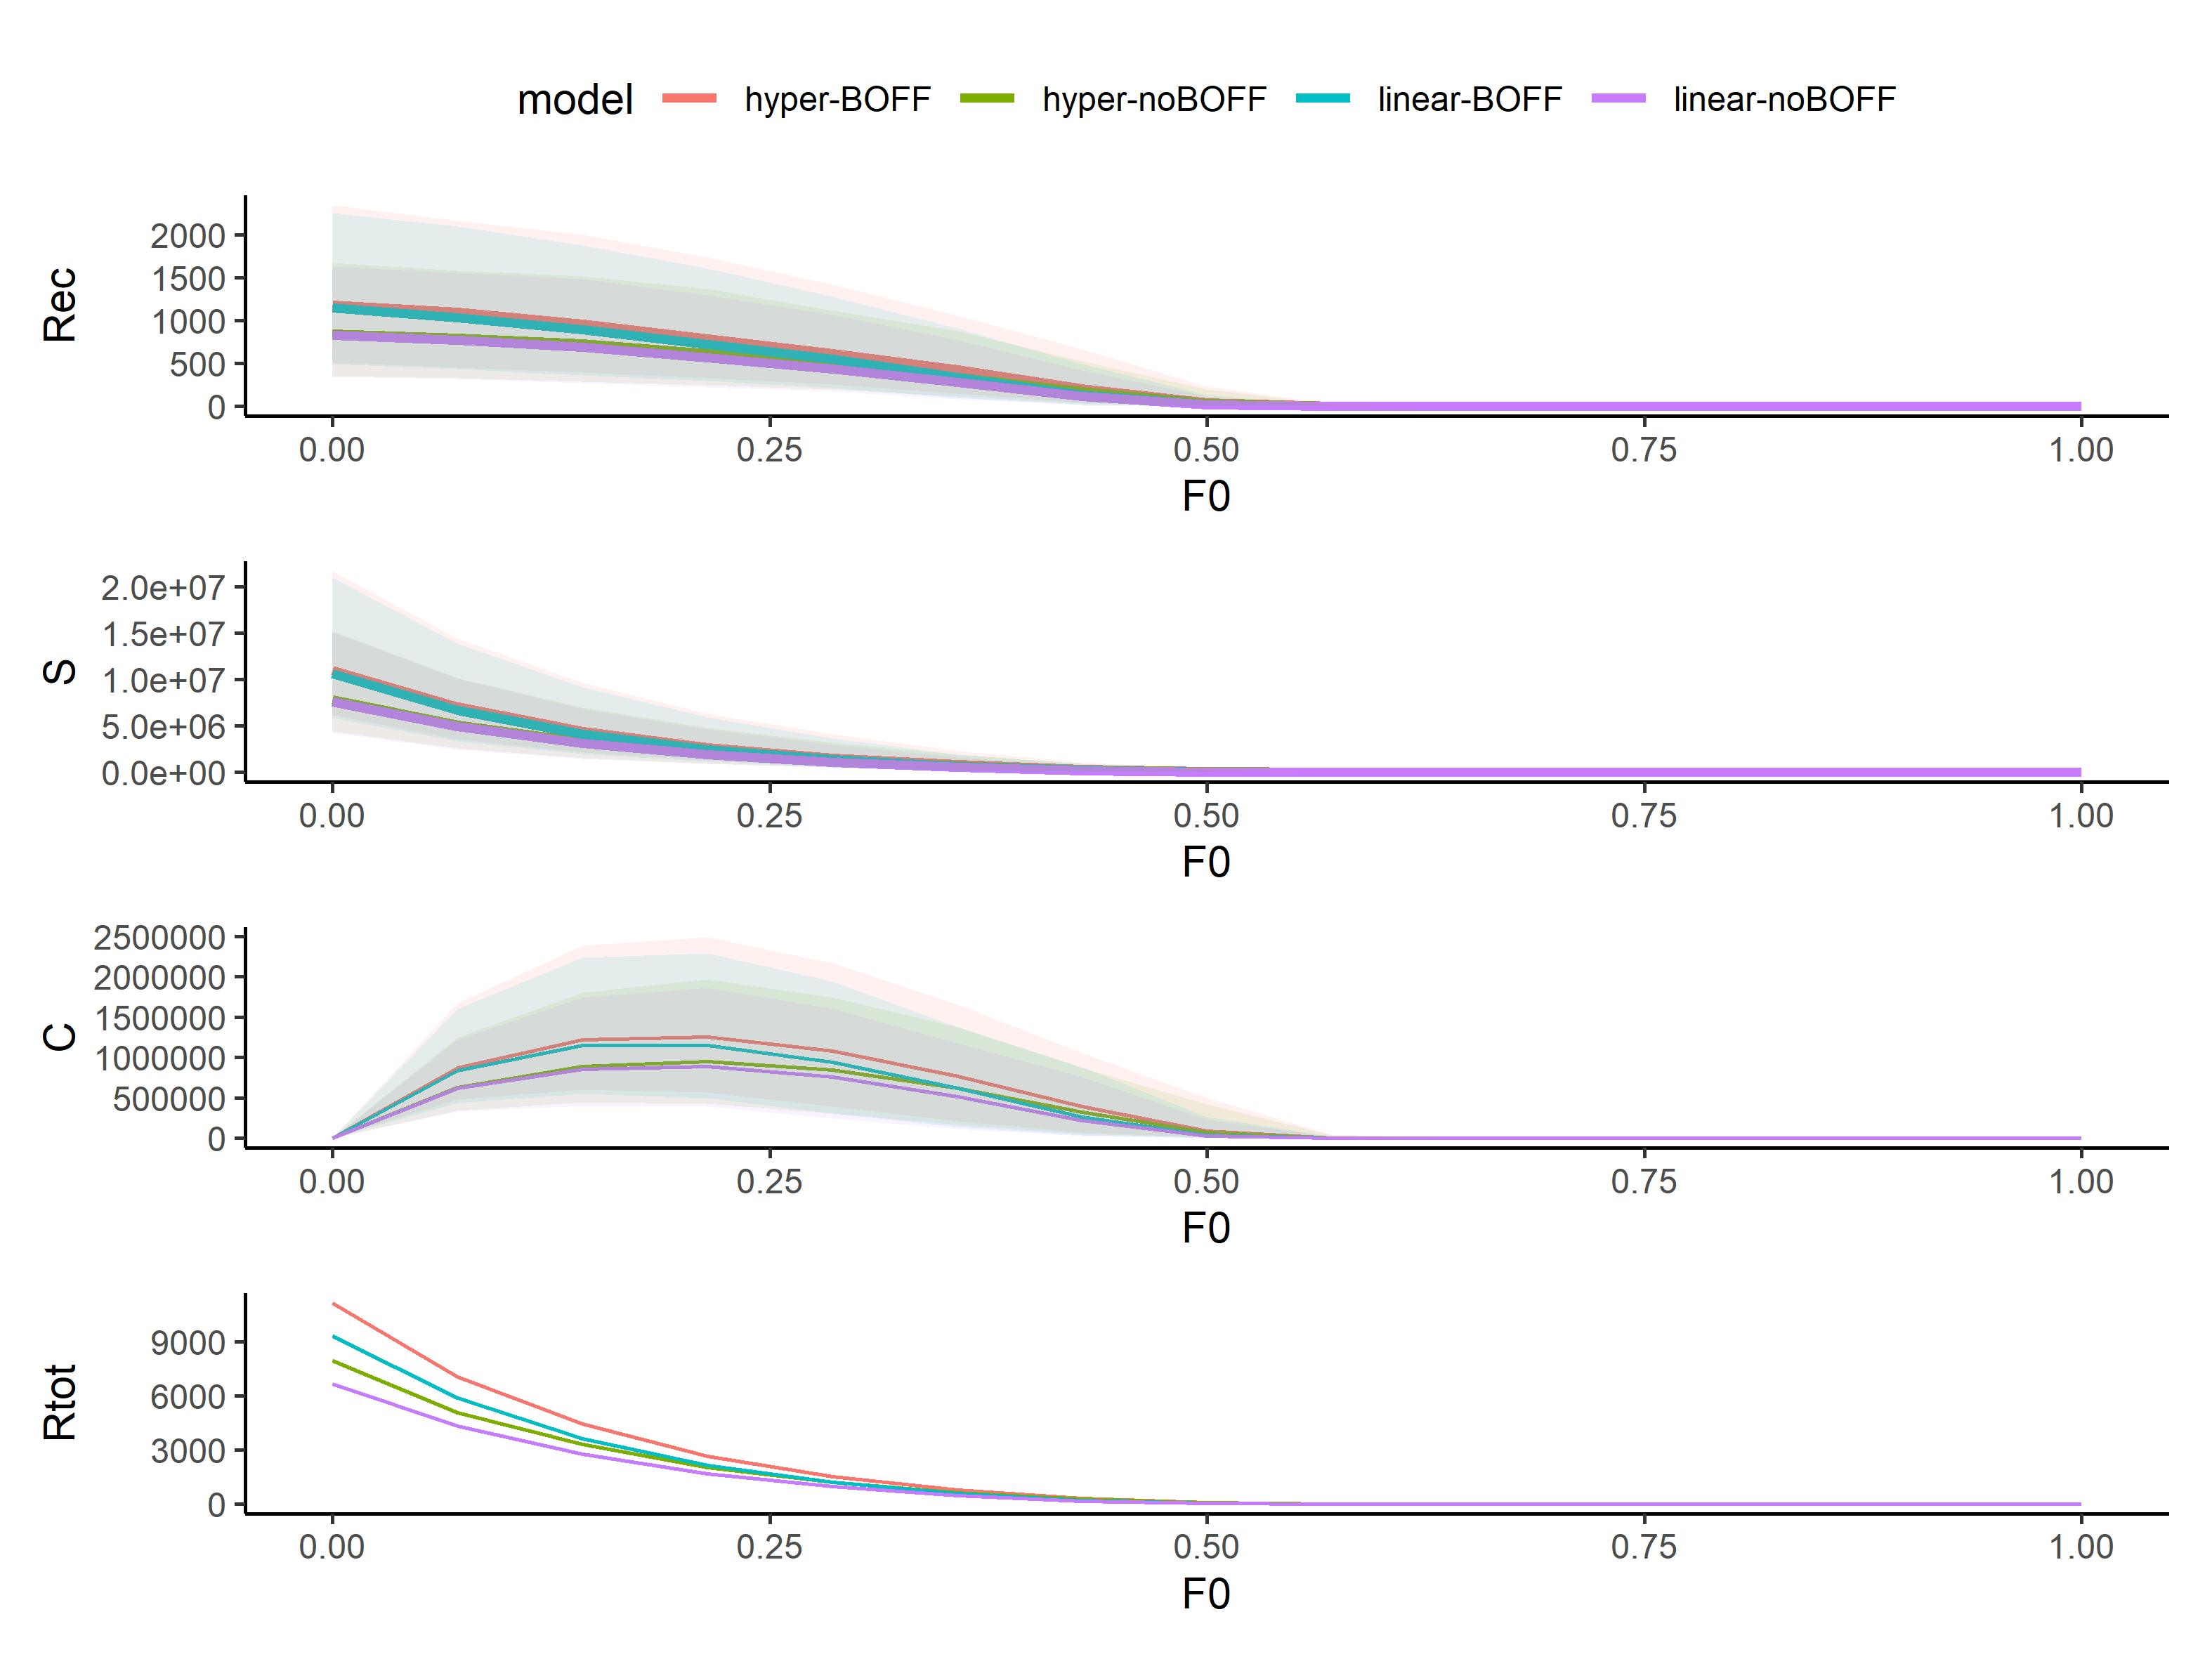 model hyper-BOFF hyper-noBOFF linear-BOFF linear-noBOFF
Rec
2000
1500
1000
500
0
0.00 0.25 0.50 0.75 1.00
F0
S
2.0e+07
1.5e+07
1.0e+07
5.0e+06
0.0e+00
0.00 0.25 0.50 0.75 1.00
F0
C
2500000
2000000
1500000
1000000
500000
0
0.00 0.25 0.50 0.75 1.00
F0
Rtot
9000
6000
3000
0
0.00 0.25 0.50 0.75 1.00
F0